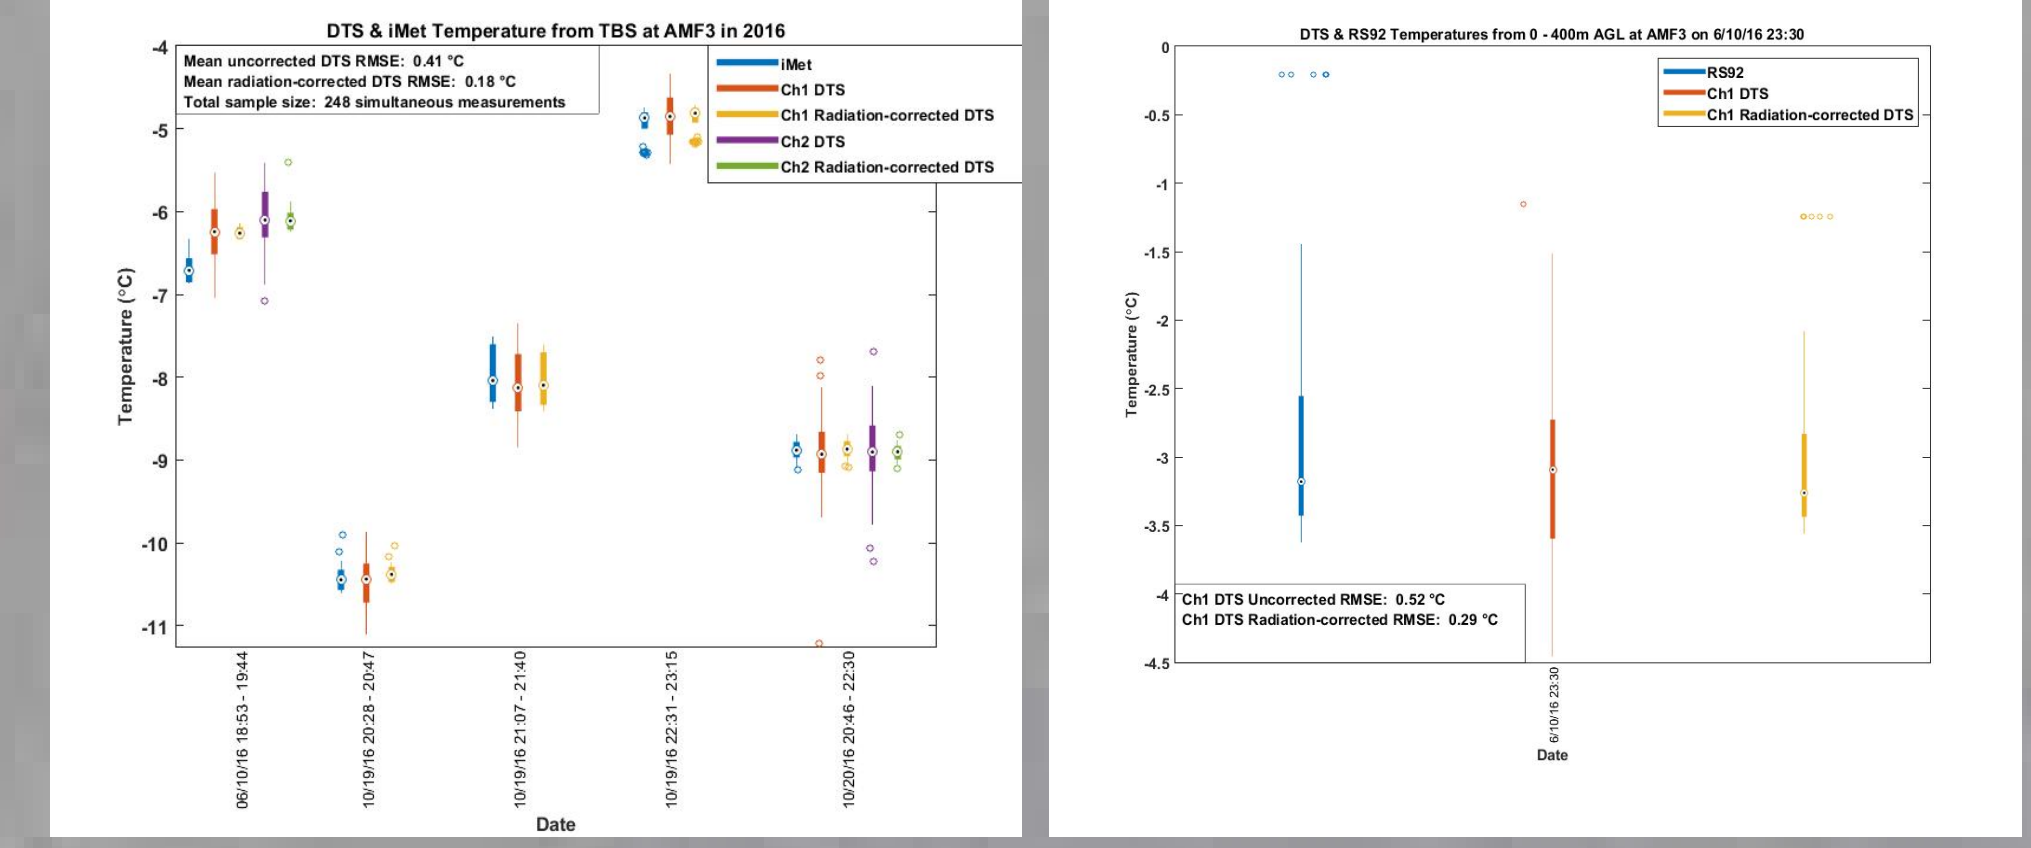 DTS & iMet Temperature from TBS at AMF3 in 2016
Mean uncorrected DTS RMSE: 0.41 °C
Mean radiation-corrected DTS RMSE: 0.18 °C
Total sample size: 248 simultaneous measurements
iMet
Ch1 DTS
Ch1 Radiation-corrected DTS
Ch2 DTS
Ch2 Radiation-corrected DTS
Temperature (°C)
-4
-5
-6
-7
-8
-9
-10
-11
06/10/16 18:53 - 19:44
10/19/16 20:28 - 20:47
10/19/16 21:07 - 21:40
10/19/16 22:31 - 23:15
10/20/16 20:46 - 22:30
Date
DTS & RS92 Temperatures from 0 - 400m AGL at AMF3 on 6/10/16 23:30
RS92
Ch1 DTS
Ch1 Radiation-corrected DTS
Temperature (°C)
0
-0.5
-1
-1.5
-2
-2.5
-3
-3.5
-4
-4.5
Ch1 DTS Uncorrected RMSE: 0.52 °C
Ch1 DTS Radiation-corrected RMSE: 0.29 °C
6/10/16 23:30
Date